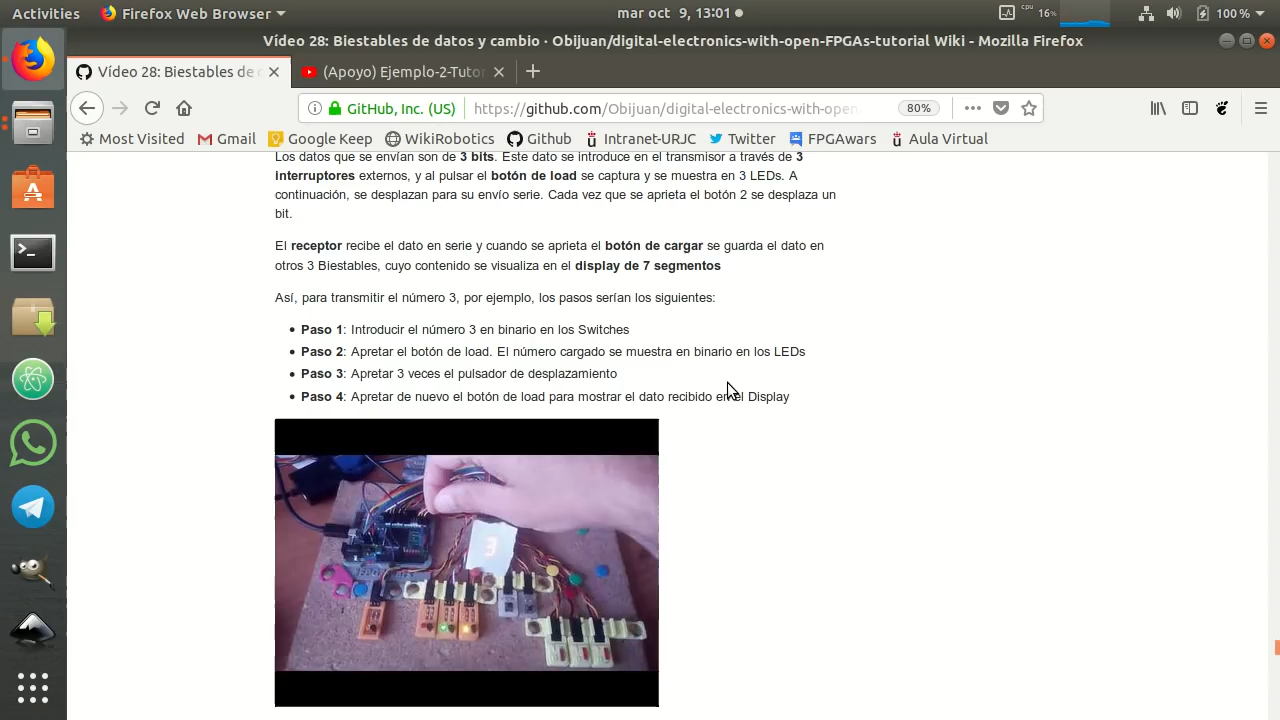 Activities Firefox Web Browser mar oct 9, 13:01 cpu 16% 100 %
Vídeo 28: Biestables de datos y cambio · Obijuan/digital-electronics-with-open-FPGAs-tutorial Wiki - Mozilla Firefox
Vídeo 28: Biestables de (Apoyo) Ejemplo-2-Tuto
GitHub, Inc. (US) https://github.com/Obijuan/digital-electronics-with-open 80%
Most Visited Gmail Google Keep WikiRobotics Github Intranet-URJC Twitter FPGAwars Aula Virtual
Los datos que se envían son de 3 bits. Este dato se introduce en el transmisor a través de 3
interruptores externos, y al pulsar el botón de load se captura y se muestra en 3 LEDs. A
continuación, se desplazan para su envío serie. Cada vez que se aprieta el botón 2 se desplaza un
bit.
El receptor recibe el dato en serie y cuando se aprieta el botón de cargar se guarda el dato en
otros 3 Biestables, cuyo contenido se visualiza en el display de 7 segmentos
Así, para transmitir el número 3, por ejemplo, los pasos serían los siguientes:
Paso 1: Introducir el número 3 en binario en los Switches
Paso 2: Apretar el botón de load. El número cargado se muestra en binario en los LEDs
Paso 3: Apretar 3 veces el pulsador de desplazamiento
Paso 4: Apretar de nuevo el botón de load para mostrar el dato recibido en el Display
3